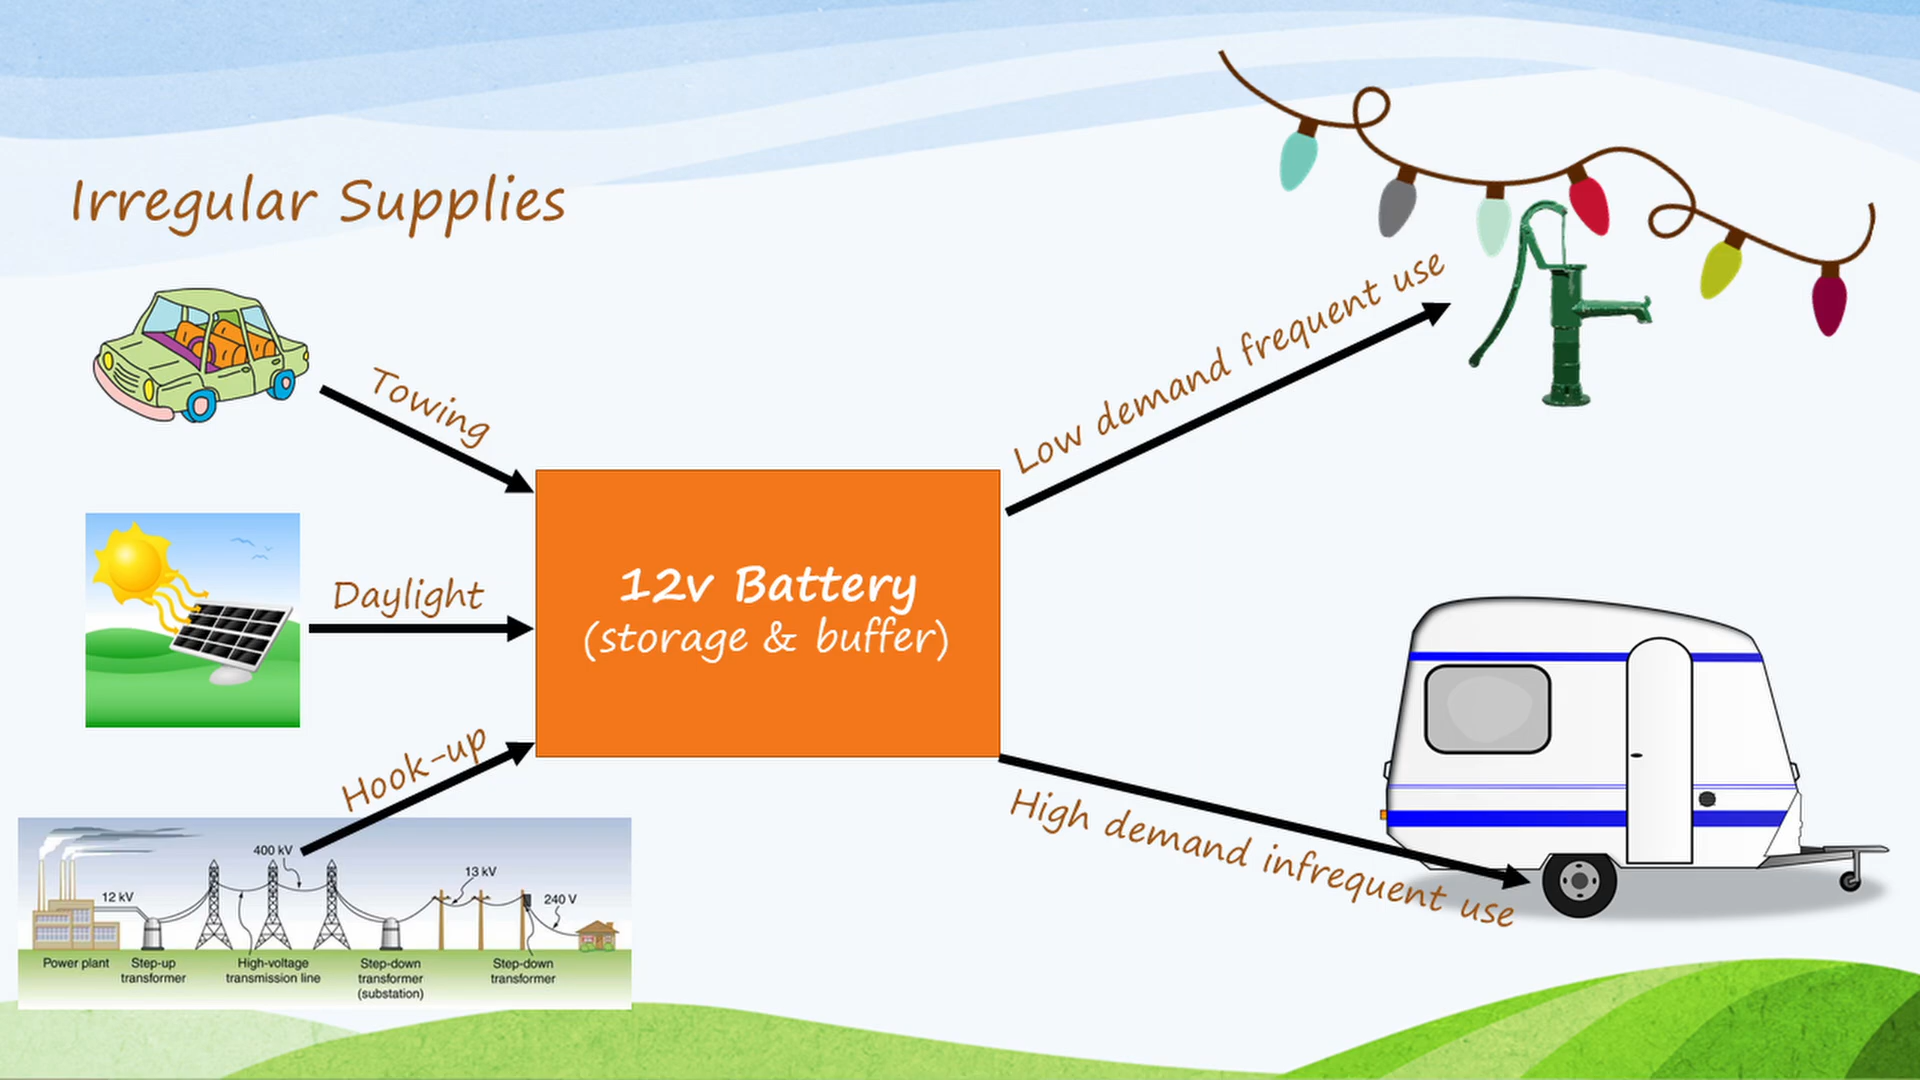 Irregular Supplies
Towing
Daylight
Hook-up
12v Battery
(storage & buffer)
Low demand frequent use
High demand infrequent use
400 kV
13 kV
12 kV
240 V
Power plant
Step-up
transformer
High-voltage
transmission line
Step-down
transformer
(substation)
Step-down
transformer